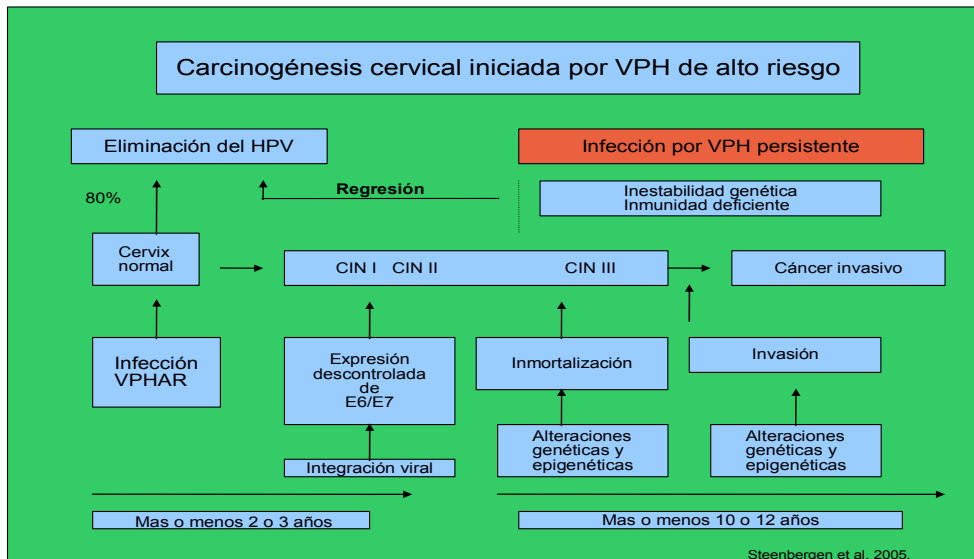 Carcinogénesis cervical iniciada por VPH de alto riesgo
Eliminación del HPV
Infección por VPH persistente
Regresión
Inestabilidad genética
Inmunidad deficiente
80%
Cervix
normal
CIN I CIN II CIN III
Cáncer invasivo
Infección
VPHAR
Expresión
descontrolada
de
E6/E7
Inmortalización
Invasión
Integración viral
Alteraciones
genéticas y
epigenéticas
Alteraciones
genéticas y
epigenéticas
Mas o menos 2 o 3 años
Mas o menos 10 o 12 años
Steenbergen et al, 2005.